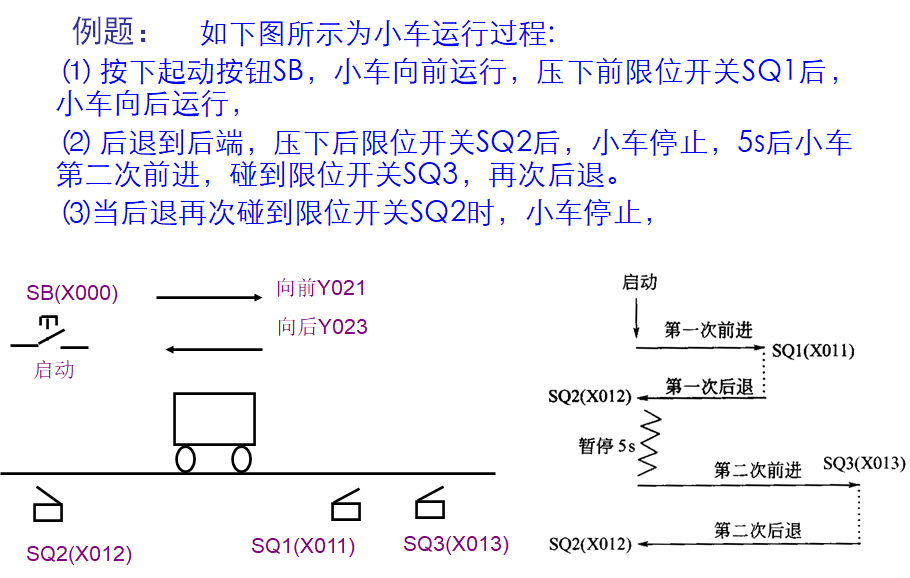 例题： 如下图所示为小车运行过程:
⑴ 按下起动按钮SB，小车向前运行，压下前限位开关SQ1后，
小车向后运行，
⑵ 后退到后端，压下后限位开关SQ2后，小车停止，5s后小车
第二次前进，碰到限位开关SQ3，再次后退。
⑶当后退再次碰到限位开关SQ2时，小车停止，
SB(X000)
向前Y021
向后Y023
启动
SQ2(X012)
SQ1(X011)
SQ3(X013)
启动
第一次前进
SQ1(X011)
第一次后退
SQ2(X012)
暂停 5s
第二次前进
SQ3(X013)
第二次后退
SQ2(X012)